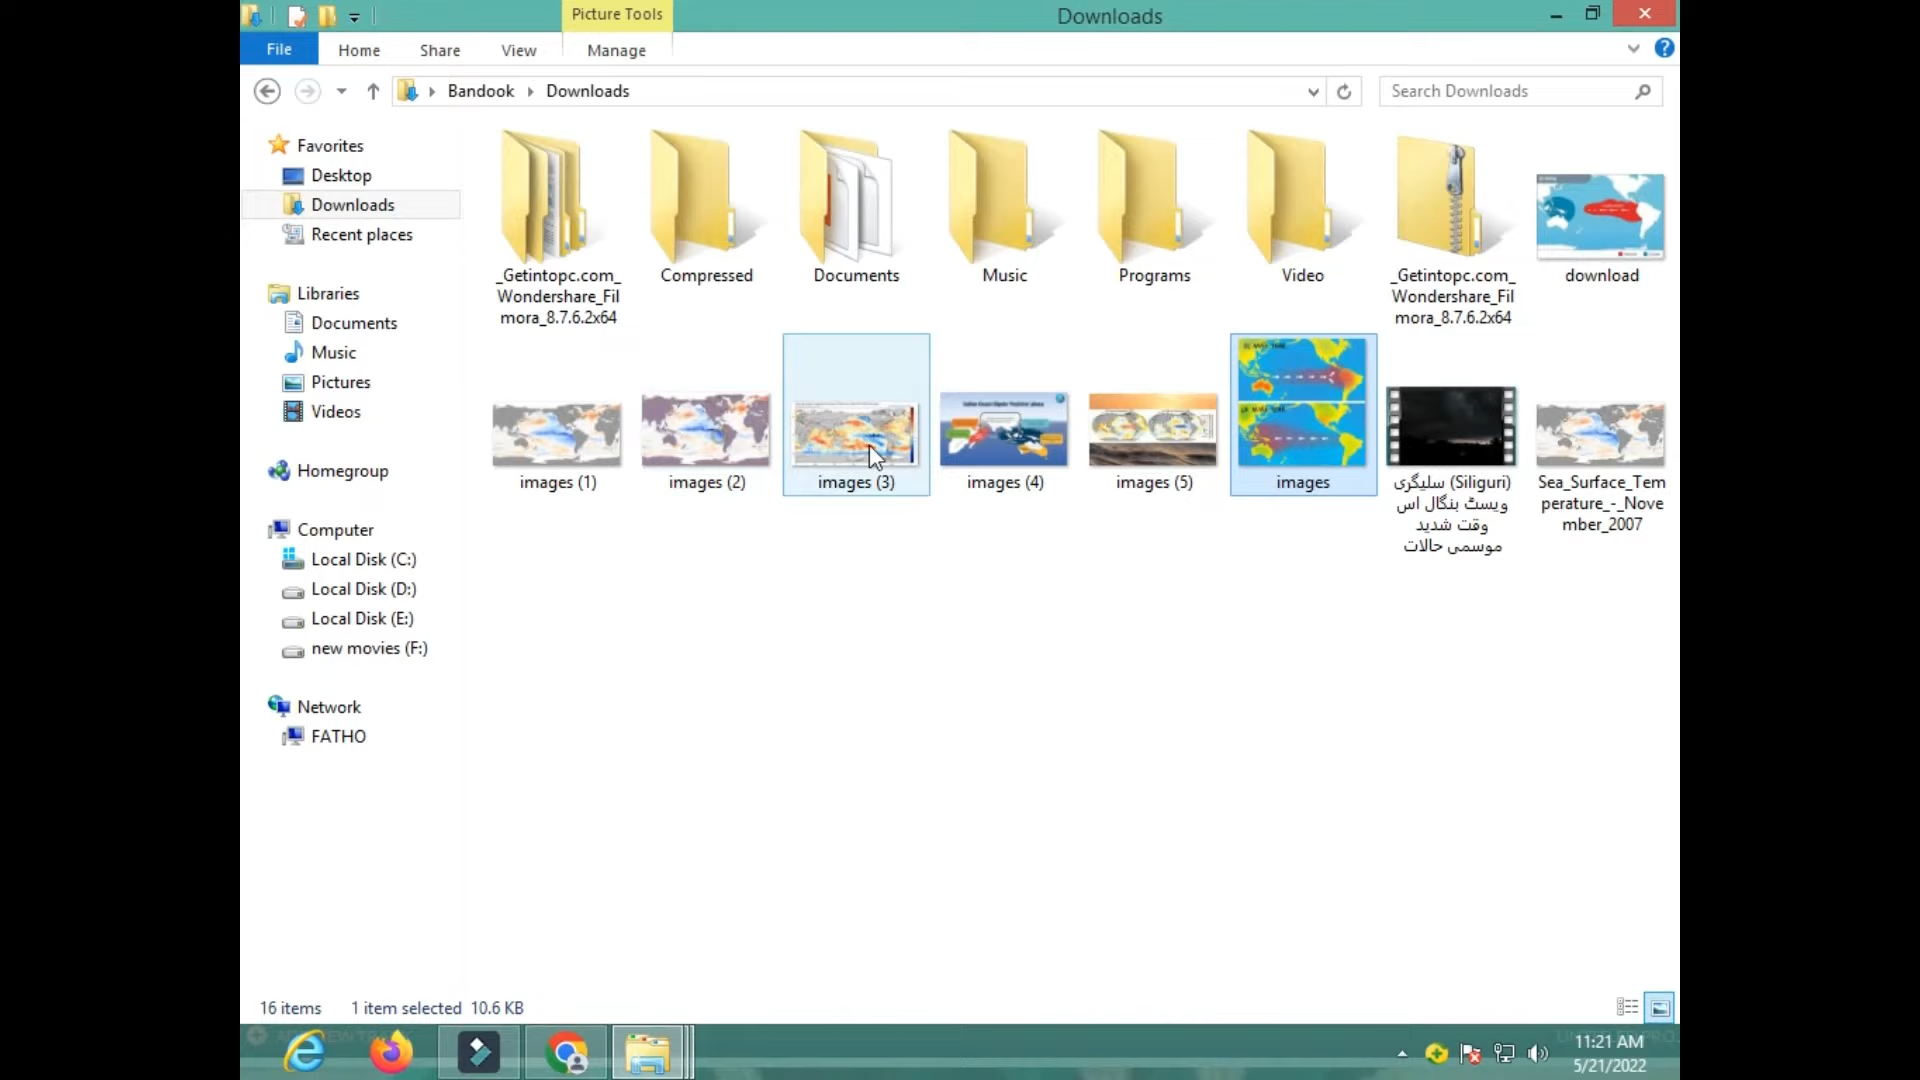 Picture Tools
Downloads
File
Home
Share
View
Manage
Bandook
Downloads
Search Downloads
Favorites
Desktop
Downloads
Recent places
Libraries
Documents
Music
Pictures
Videos
Homegroup
Computer
Local Disk (C:)
Local Disk (D:)
Local Disk (E:)
new movies (F:)
Network
FATHO
_Getintopc.com_
Wondershare_Fil
mora_8.7.6.2x64
Compressed
Documents
Music
Programs
Video
_Getintopc.com_
Wondershare_Fil
mora_8.7.6.2x64
download
images (1)
images (2)
images (3)
images (4)
images (5)
images
سلیگری (Siliguri)
ویسٹ بنگال اس
وقت شدید
موسمی حالات
Sea_Surface_Tem
perature_-_Nove
mber_2007
16 items
1 item selected 10.6 KB
11:21 AM
5/21/2022